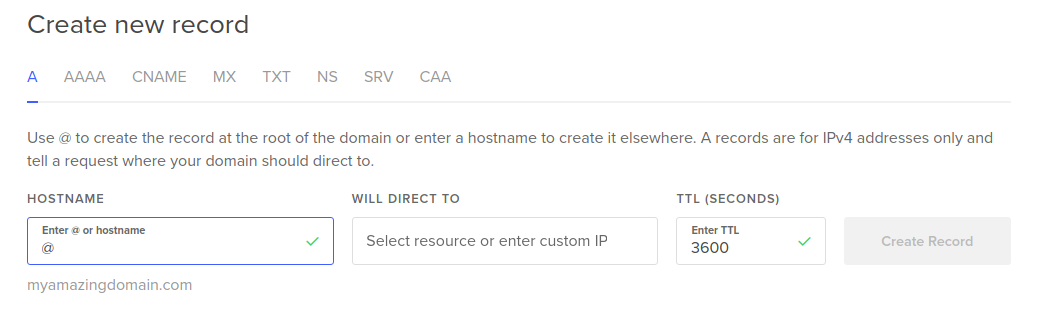 Create new record
A AAAA CNAME MX TXT NS SRV CAA
Use @ to create the record at the root of the domain or enter a hostname to create it elsewhere. A records are for IPv4 addresses only and
tell a request where your domain should direct to.
HOSTNAME WILL DIRECT TO TTL (SECONDS)
Enter @ or hostname
@
Select resource or enter custom IP
Enter TTL
3600
Create Record
myamazingdomain.com